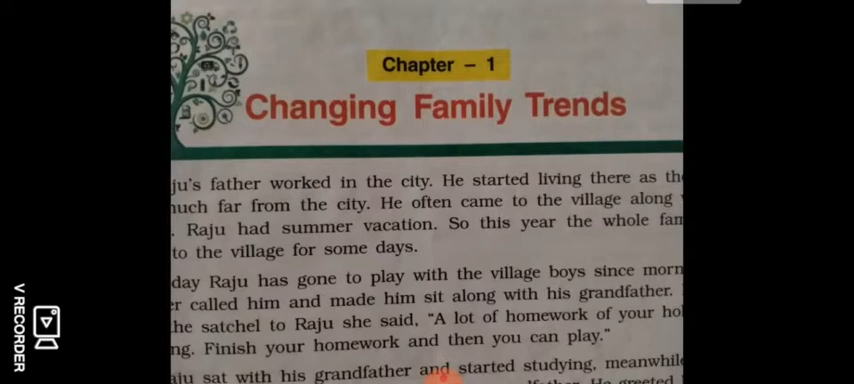 Chapter – 1
Changing Family Trends
ju's father worked in the city. He started living there as th
uch far from the city. He often came to the village along
. Raju had summer vacation. So this year the whole fam
to the village for some days.
day Raju has gone to play with the village boys since morn
er called him and made him sit along with his grandfather.
he satchel to Raju she said, “A lot of homework of your hol
ng. Finish your homework and then you can play.”
aju sat with his grandfather and started studying, meanwhile
He greeted
V RECORDER